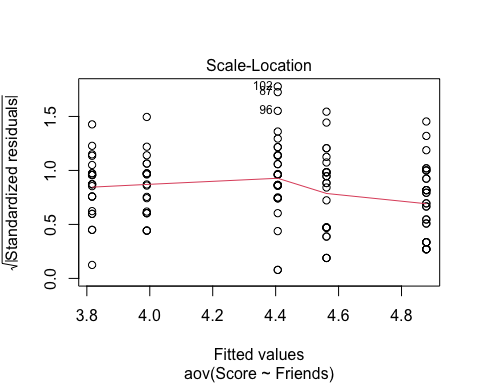 Scale-Location
√|Standardized residuals|
1.5
1.0
0.5
0.0
102
87
96
3.8 4.0 4.2 4.4 4.6 4.8
Fitted values
aov(Score ~ Friends)